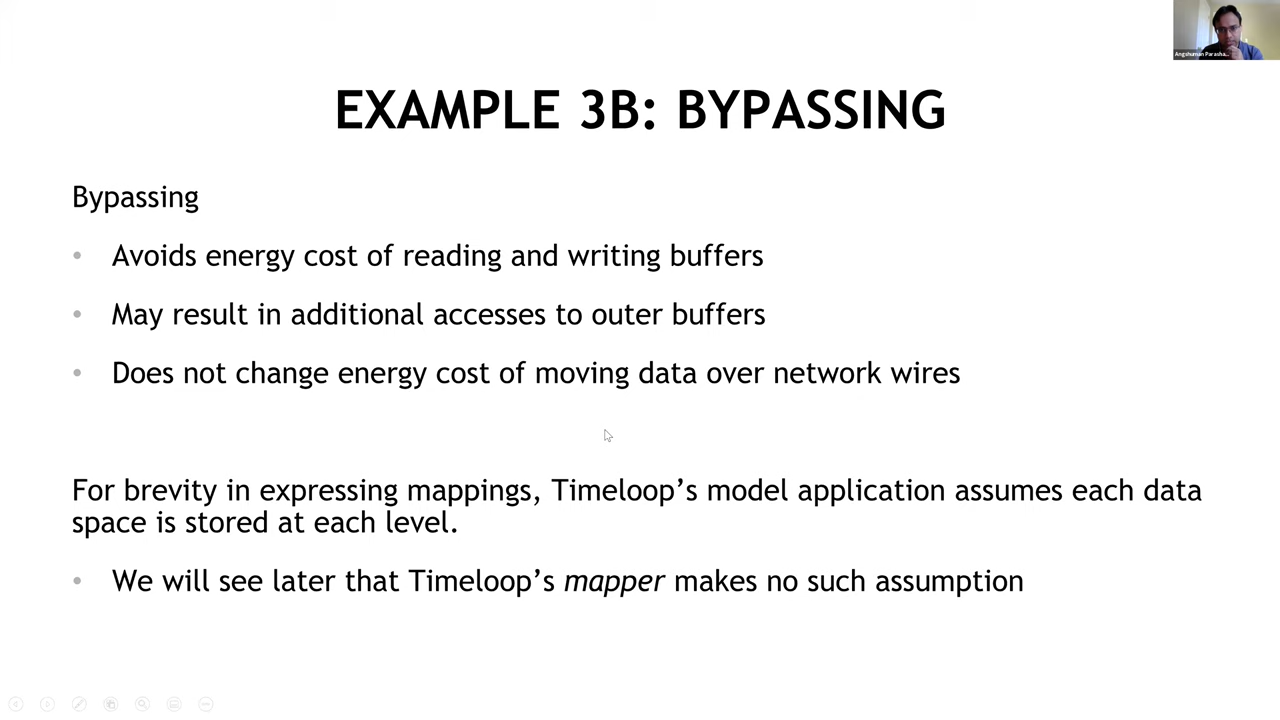 Angshuman Parasha...
EXAMPLE 3B: BYPASSING
Bypassing
• Avoids energy cost of reading and writing buffers
• May result in additional accesses to outer buffers
• Does not change energy cost of moving data over network wires
For brevity in expressing mappings, Timeloop’s model application assumes each data
space is stored at each level.
• We will see later that Timeloop’s mapper makes no such assumption